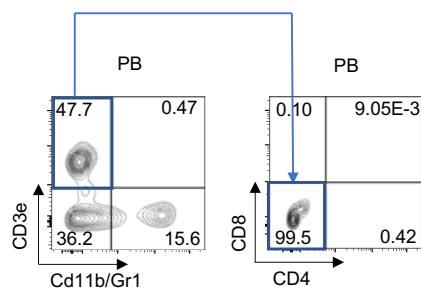 PB
PB
47.7 0.47
0.10 9.05E-3
CD3e
CD8
36.2 15.6
99.5 0.42
Cd11b/Gr1
CD4